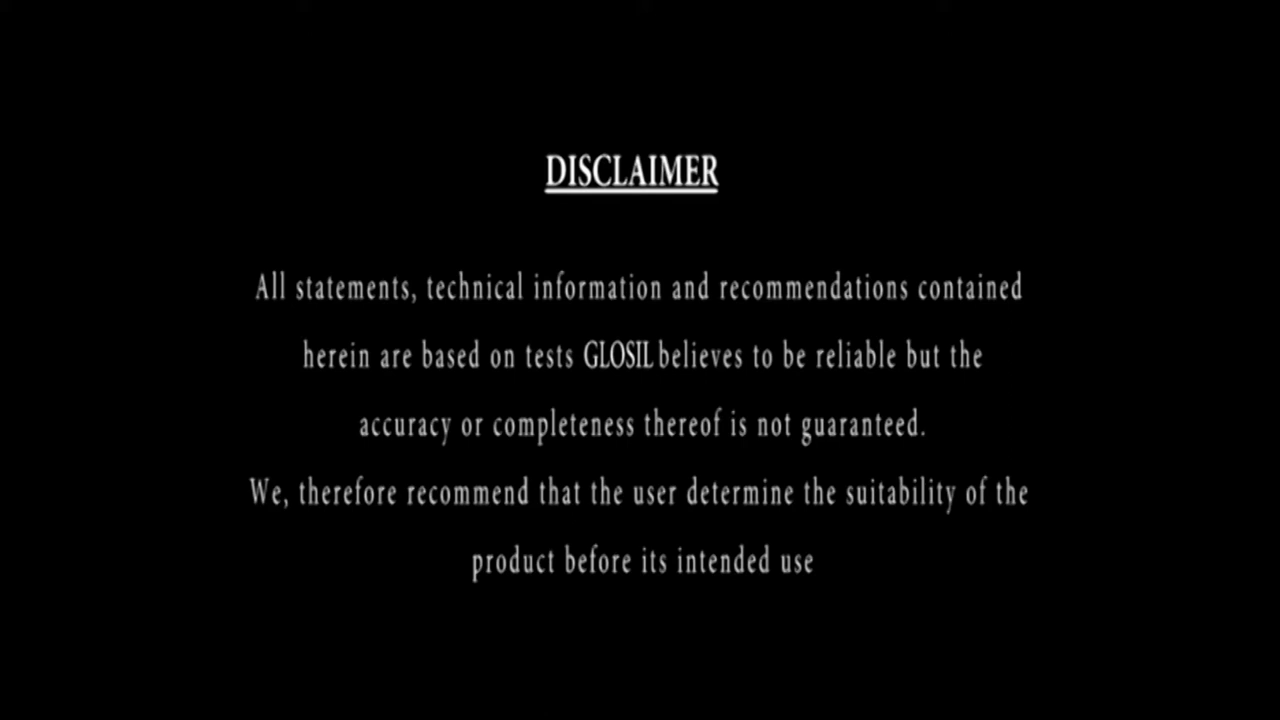 DISCLAIMER
All statements, technical information and recommendations contained
herein are based on tests GLOSIL believes to be reliable but the
accuracy or completeness thereof is not guaranteed.
We, therefore recommend that the user determine the suitability of the
product before its intended use